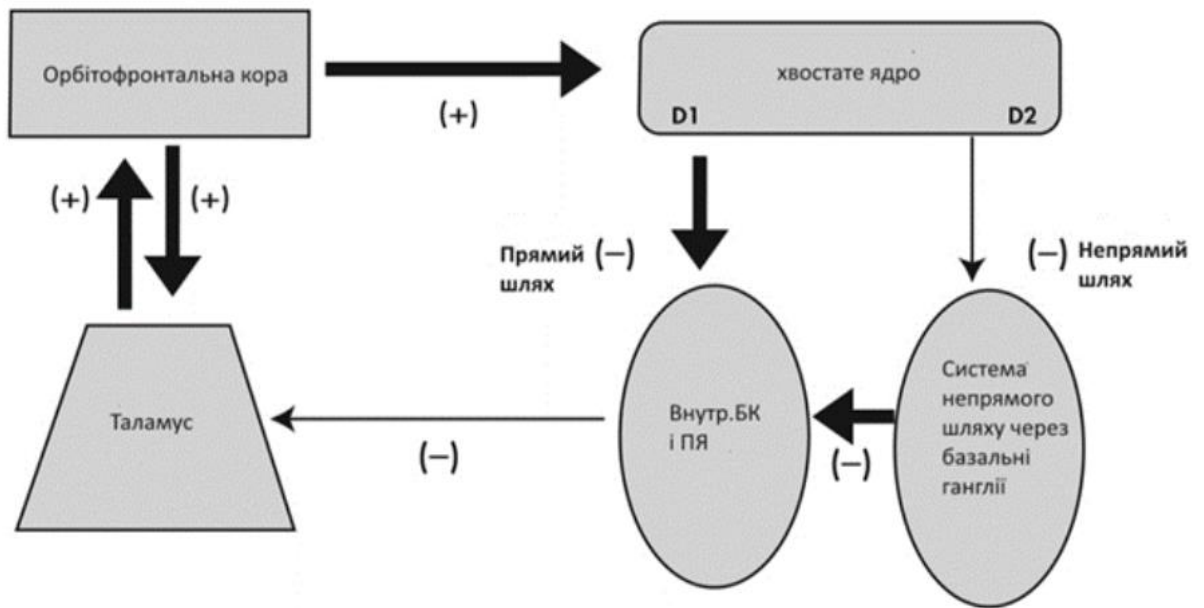 Орбітофронтальна кора
(+)
хвостате ядро
D1
D2
(+)
(+)
Прямий
шлях
(−)
(−)
Непрямий
шлях
Таламус
(−)
Внутр.БК
і ПЯ
(−)
Система
непрямого
шляху через
базальні
ганглії